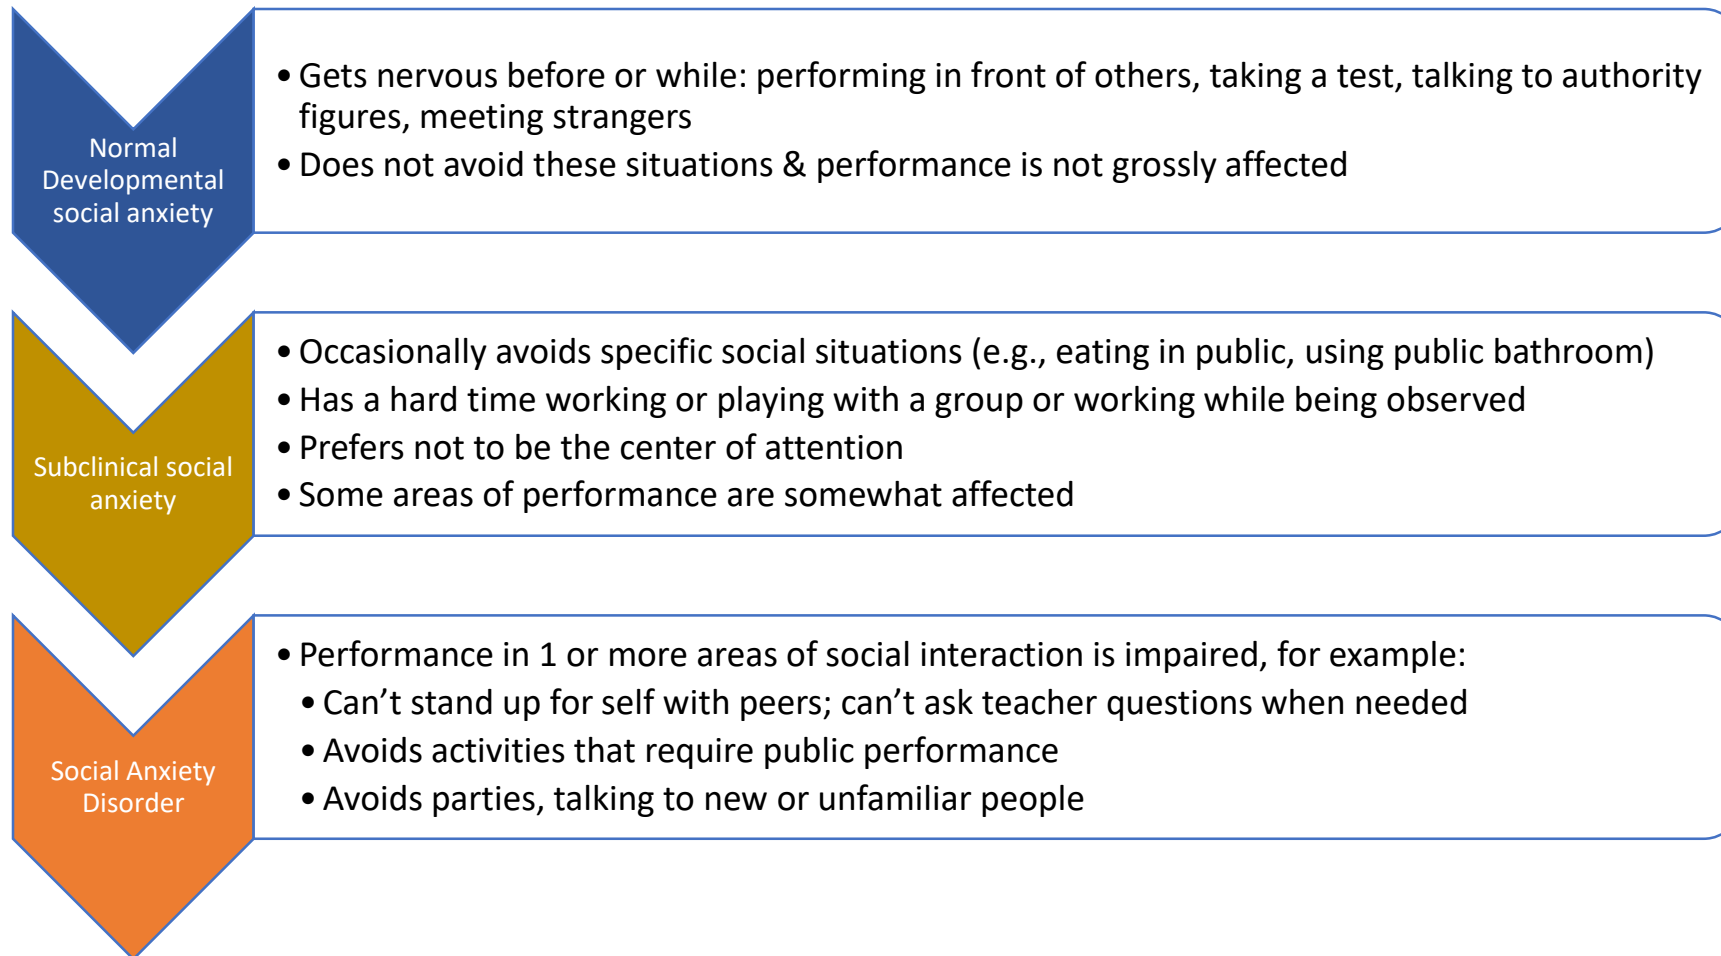 Normal
Developmental
social anxiety
• Gets nervous before or while: performing in front of others, taking a test, talking to authority
figures, meeting strangers
• Does not avoid these situations & performance is not grossly affected
Subclinical social
anxiety
• Occasionally avoids specific social situations (e.g., eating in public, using public bathroom)
• Has a hard time working or playing with a group or working while being observed
• Prefers not to be the center of attention
• Some areas of performance are somewhat affected
Social Anxiety
Disorder
• Performance in 1 or more areas of social interaction is impaired, for example:
• Can’t stand up for self with peers; can’t ask teacher questions when needed
• Avoids activities that require public performance
• Avoids parties, talking to new or unfamiliar people